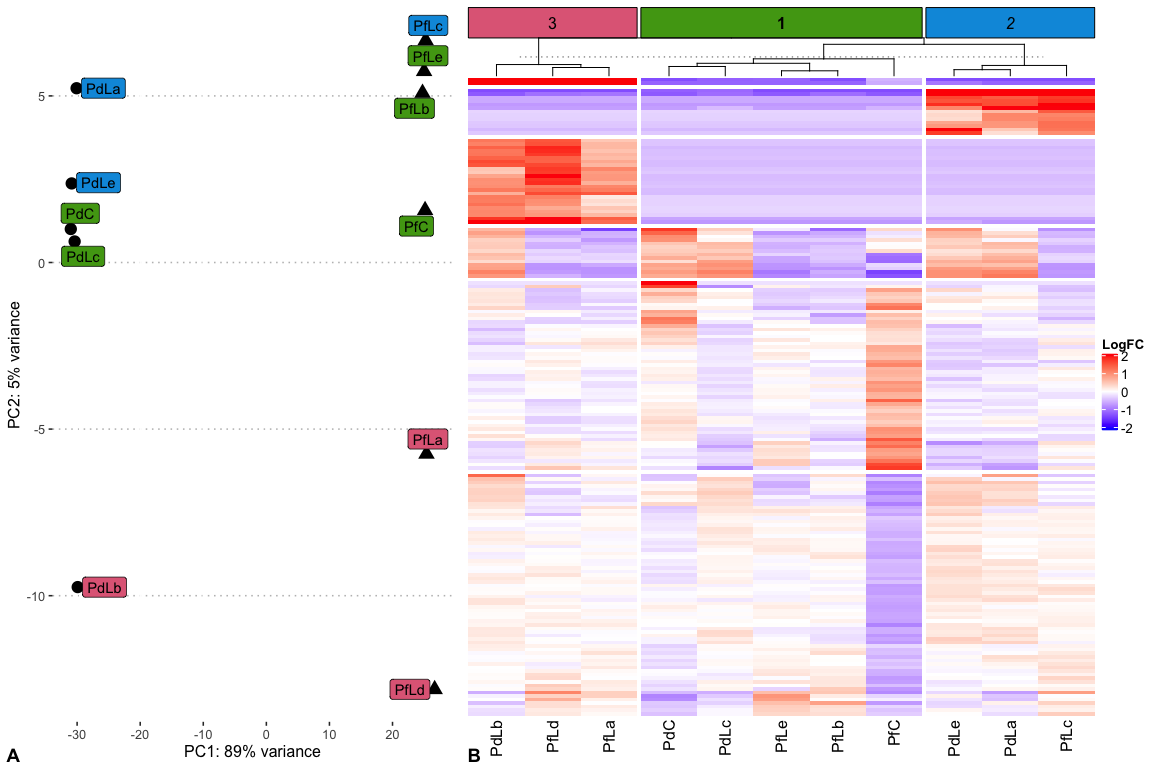 PfLc
PfLe
PdLa
PfLb
PdLe
PdC
PfC
PdLc
PfLa
PdLb
PfLd
5
0
-5
-10
PC2: 5% variance
-30
-20
-10
0
10
20
PC1: 89% variance
A
3
1
2
LogFC
2
1
0
-1
-2
PdLb
PfLd
PfLa
PdC
PdLc
PfLe
PfLb
PfC
PdLe
PdLa
PfLc
B